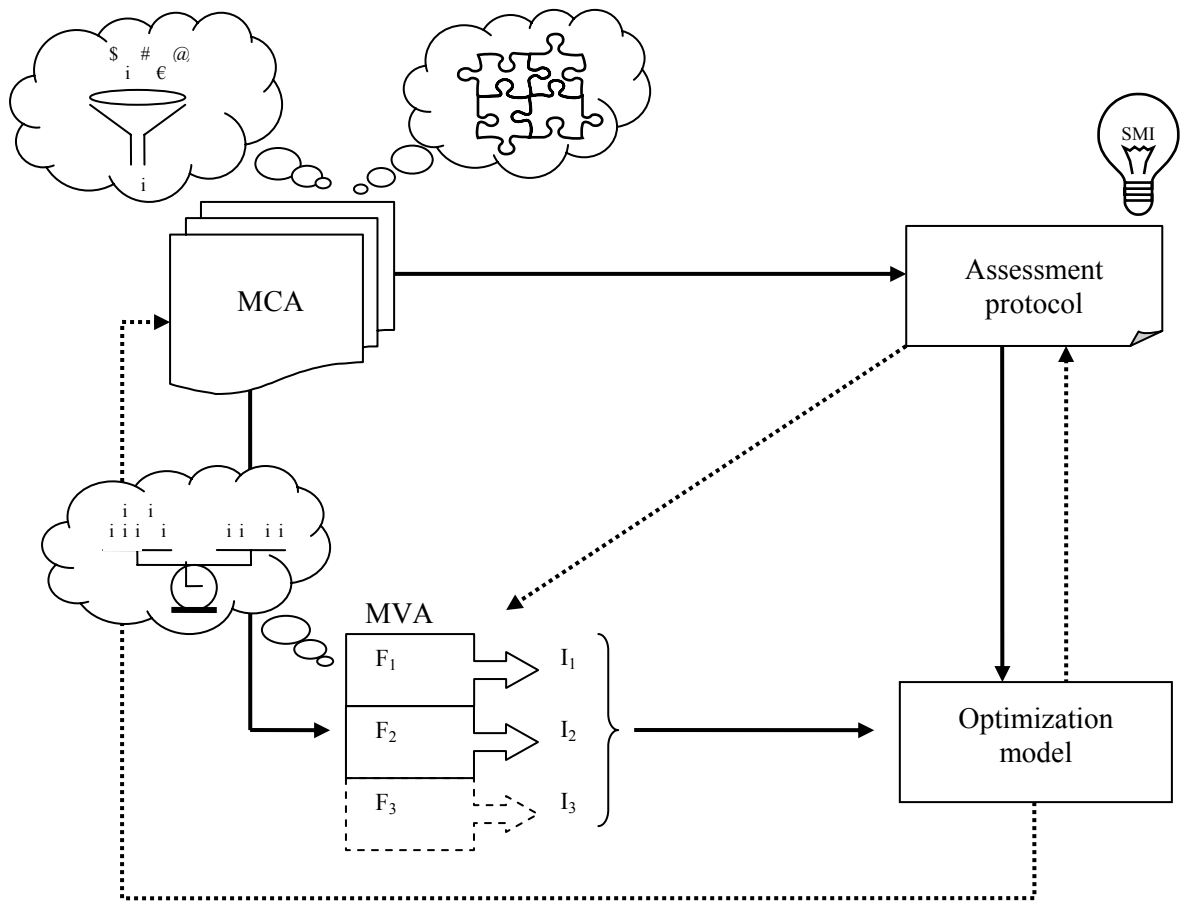 $ # @
i €
i
SMI
MCA
Assessment
protocol
i i
i i i i i i i i
MVA
F₁ I₁
F₂ I₂
F₃ I₃
Optimization
model